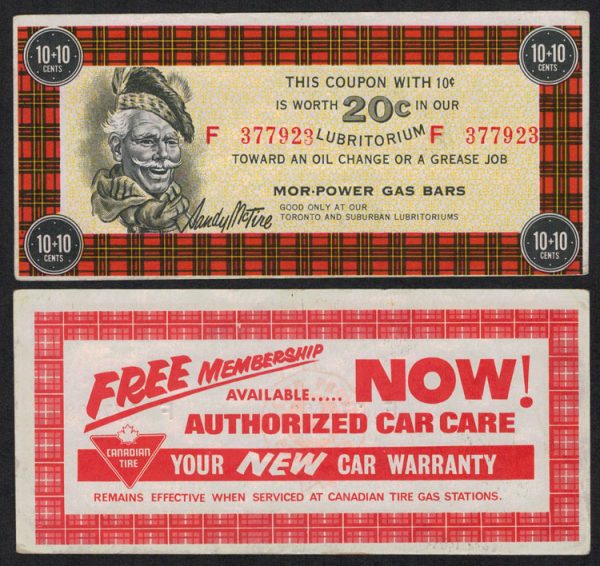 10+10
CENTS
10+10
CENTS
THIS COUPON WITH 10¢
IS WORTH 20¢ IN OUR
F 377923 LUBRITORIUM F 377923
TOWARD AN OIL CHANGE OR A GREASE JOB
MOR-POWER GAS BARS
GOOD ONLY AT OUR
TORONTO AND SUBURBAN LUBRITORIUMS
Sandy McTire
10+10
CENTS
10+10
CENTS
FREE MEMBERSHIP
AVAILABLE..... NOW!
AUTHORIZED CAR CARE
CANADIAN
TIRE
YOUR NEW CAR WARRANTY
REMAINS EFFECTIVE WHEN SERVICED AT CANADIAN TIRE GAS STATIONS.